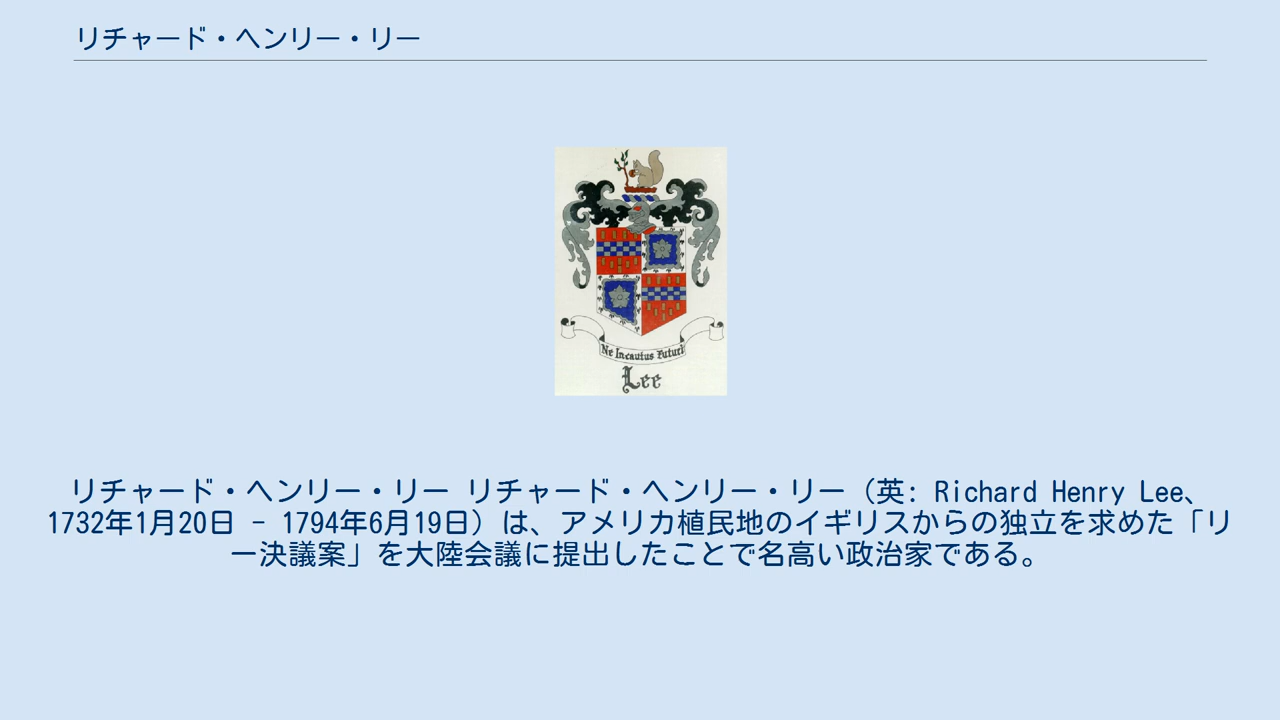 リチャード・ヘンリー・リー
Ne Incautus Futuri
Lee
リチャード・ヘンリー・リー リチャード・ヘンリー・リー（英: Richard Henry Lee、
1732年1月20日 - 1794年6月19日）は、アメリカ植民地のイギリスからの独立を求めた「リ
ー決議案」を大陸会議に提出したことで名高い政治家である。